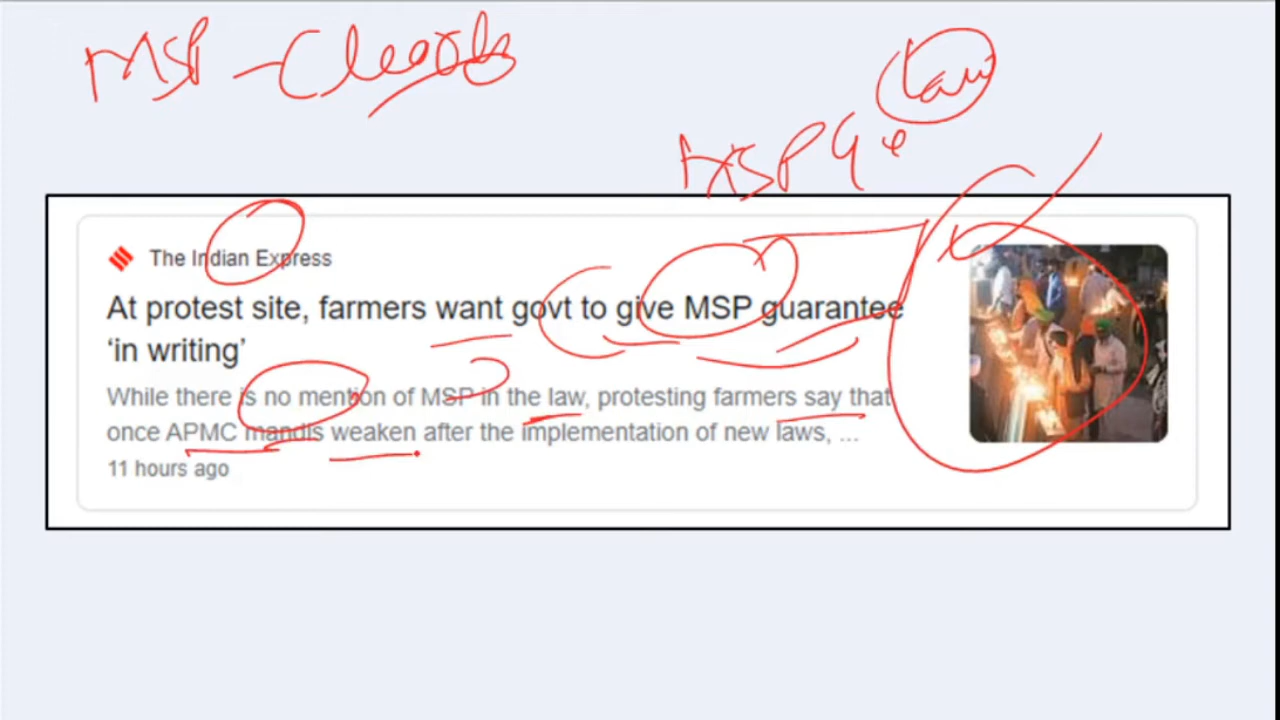 MSP -
Law
MSP
The Indian Express
At protest site, farmers want govt to give MSP guarantee
‘in writing’
While there is no mention of MSP in the law, protesting farmers say that
once APMC mandis weaken after the implementation of new laws, ...
11 hours ago